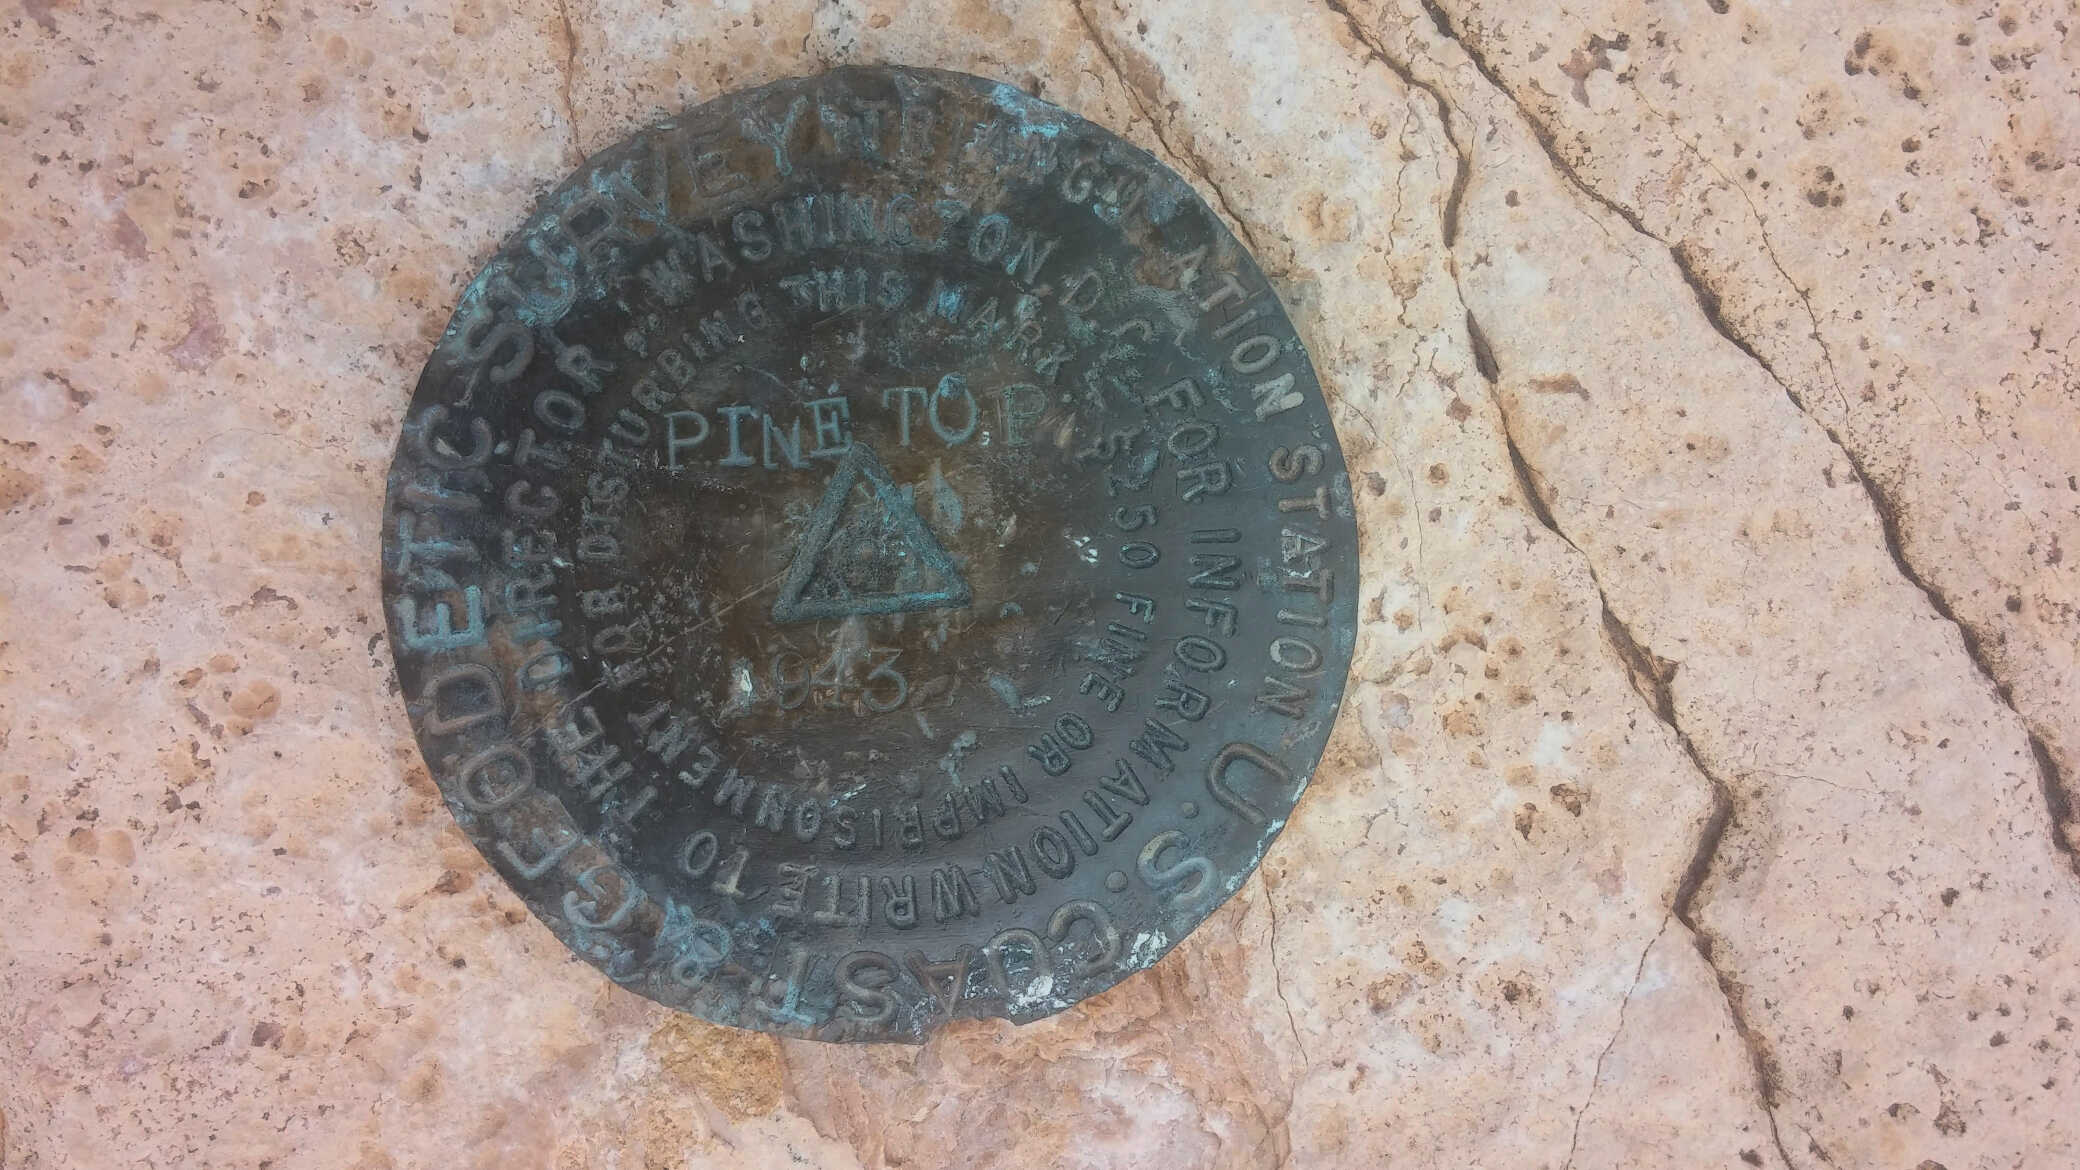 U.S. COAST & GEODETIC SURVEY TRIANGULATION STATION
FOR INFORMATION WRITE TO THE DIRECTOR WASHINGTON, D.C.
$250 FINE OR IMPRISONMENT FOR DISTURBING THIS MARK.
PINE TOP
943